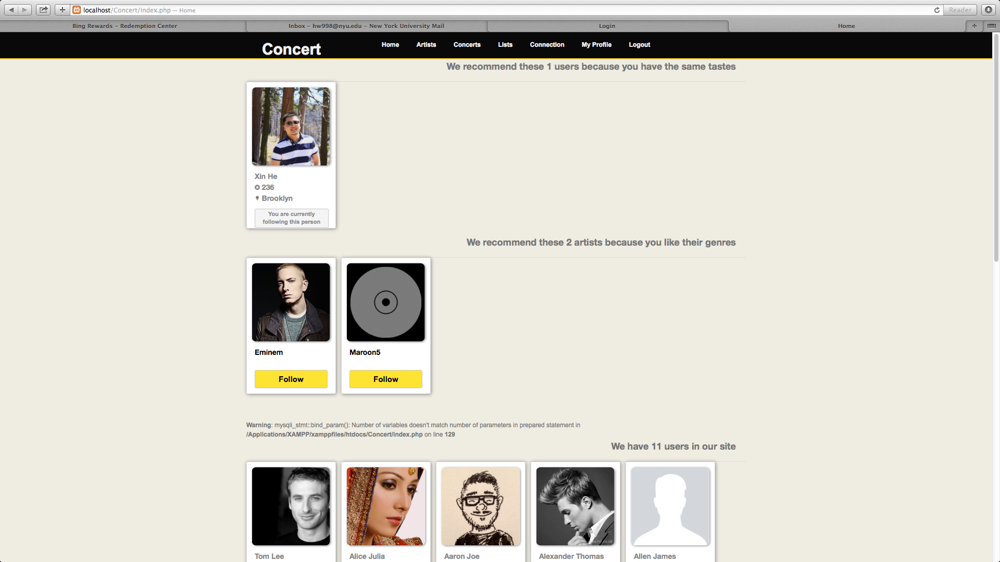 localhost/Concert/index.php — Home
Reader
Bing Rewards – Redemption Center
Inbox – hw998@nyu.edu – New York University Mail
Login
Home
Concert
Home
Artists
Concerts
Lists
Connection
My Profile
Logout
We recommend these 1 users because you have the same tastes
Xin He
236
Brooklyn
You are currently
following this person
We recommend these 2 artists because you like their genres
Eminem
Maroon5
Follow
Follow
Warning: mysqli_stmt::bind_param(): Number of variables doesn't match number of parameters in prepared statement in
/Applications/XAMPP/xamppfiles/htdocs/Concert/index.php on line 129
We have 11 users in our site
Tom Lee
Alice Julia
Aaron Joe
Alexander Thomas
Allen James